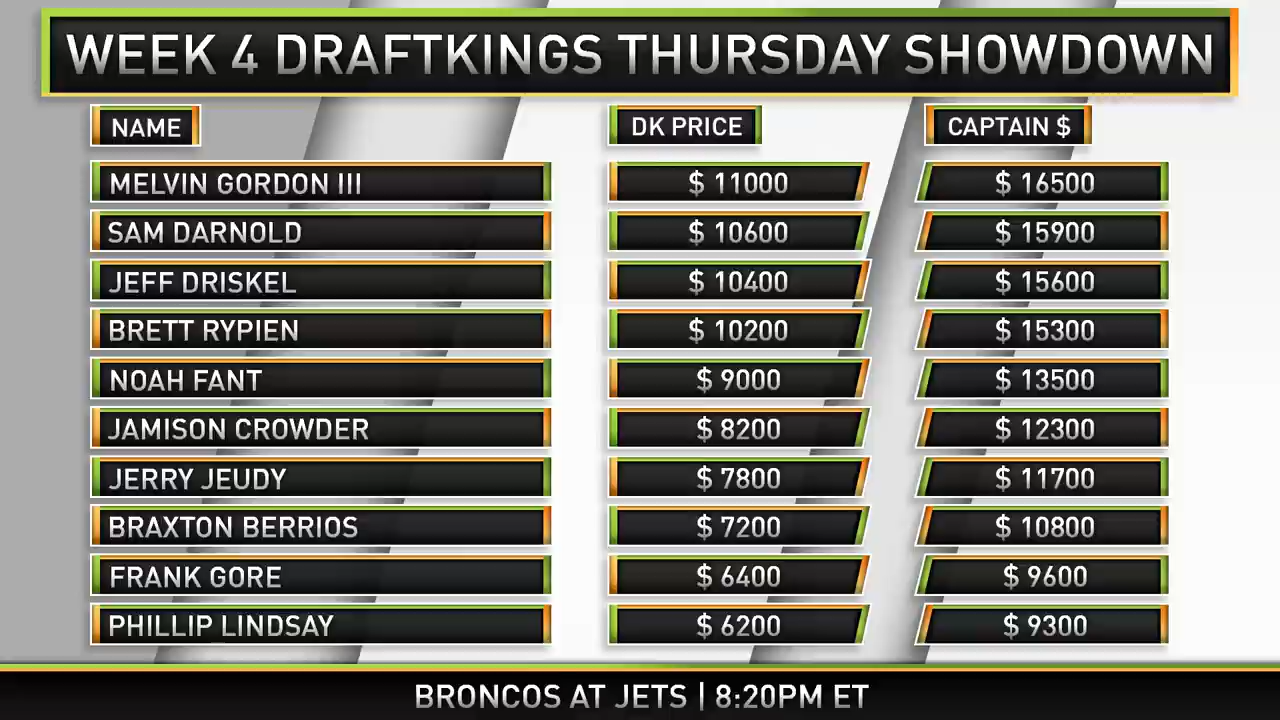 WEEK 4 DRAFTKINGS THURSDAY SHOWDOWN
NAME DK PRICE CAPTAIN $
MELVIN GORDON III $ 11000 $ 16500
SAM DARNOLD $ 10600 $ 15900
JEFF DRISKEL $ 10400 $ 15600
BRETT RYPIEN $ 10200 $ 15300
NOAH FANT $ 9000 $ 13500
JAMISON CROWDER $ 8200 $ 12300
JERRY JEUDY $ 7800 $ 11700
BRAXTON BERRIOS $ 7200 $ 10800
FRANK GORE $ 6400 $ 9600
PHILLIP LINDSAY $ 6200 $ 9300
BRONCOS AT JETS | 8:20PM ET